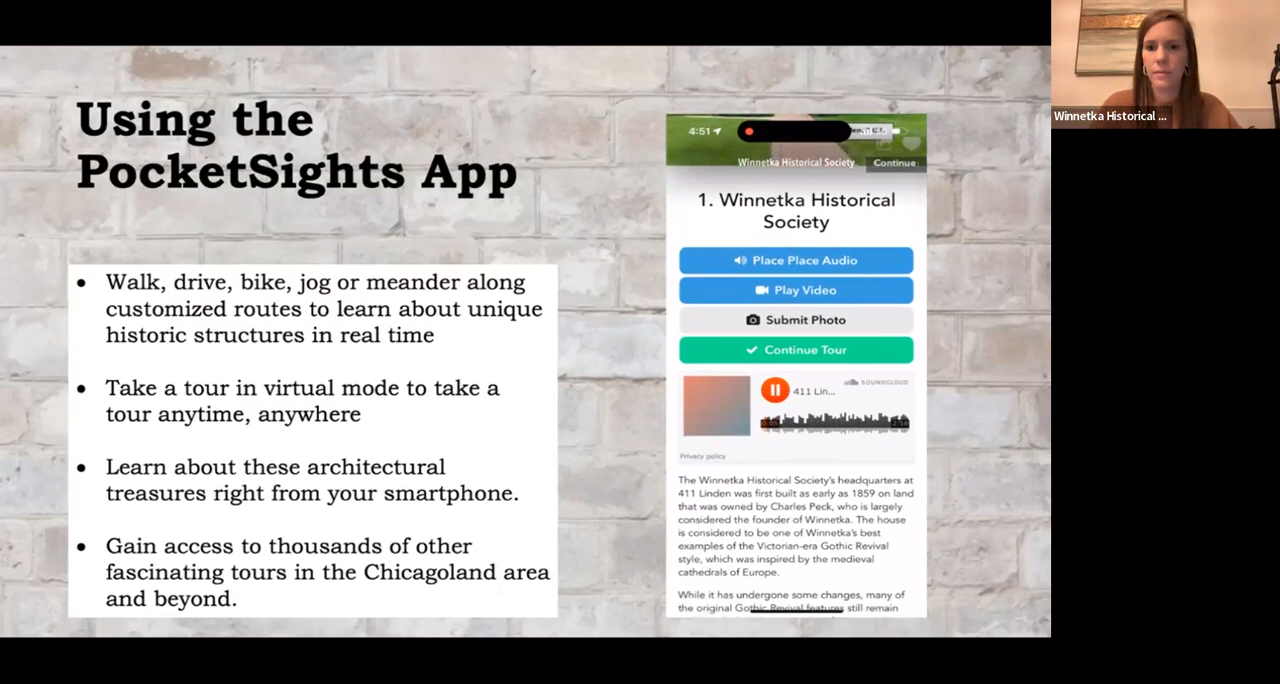 Using the
PocketSights App
• Walk, drive, bike, jog or meander along
customized routes to learn about unique
historic structures in real time
• Take a tour in virtual mode to take a
tour anytime, anywhere
• Learn about these architectural
treasures right from your smartphone.
• Gain access to thousands of other
fascinating tours in the Chicagoland area
and beyond.
4:51
Winnetka Historical Society
Continue
1. Winnetka Historical
Society
Place Place Audio
Play Video
Submit Photo
Continue Tour
SOUNDCLOUD
411 Lin...
Privacy policy
The Winnetka Historical Society's headquarters at
411 Linden was first built as early as 1859 on land
that was owned by Charles Peck, who is largely
considered the founder of Winnetka. The house
is considered to be one of Winnetka's best
examples of the Victorian-era Gothic Revival
style, which was inspired by the medieval
cathedrals of Europe.
While it has undergone some changes, many of
the original Gothic Revival features still remain
Winnetka Historical ...